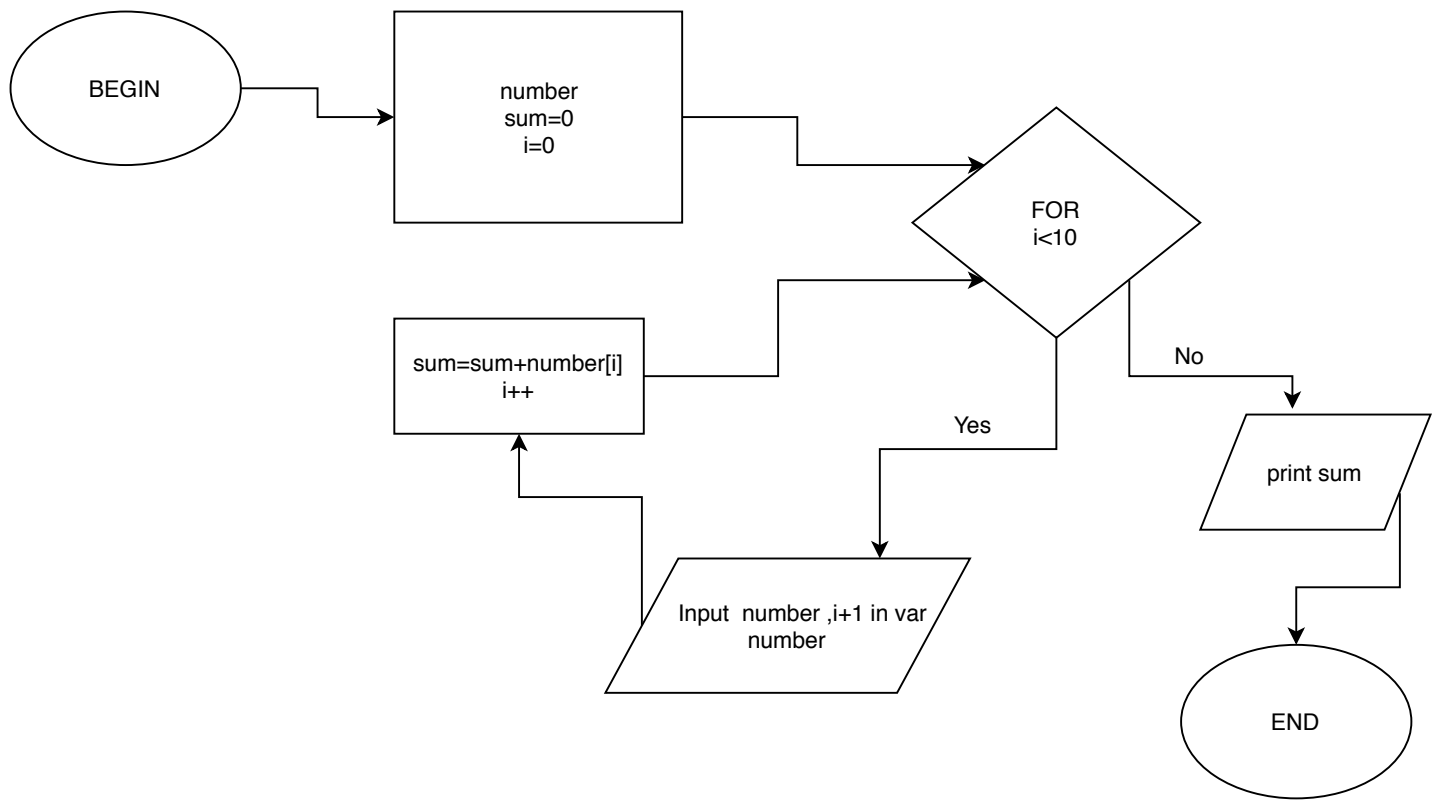 BEGIN
number
sum=0
i=0
FOR
i<10
sum=sum+number[i]
i++
No
Yes
print sum
Input  number ,i+1 in var
number
END